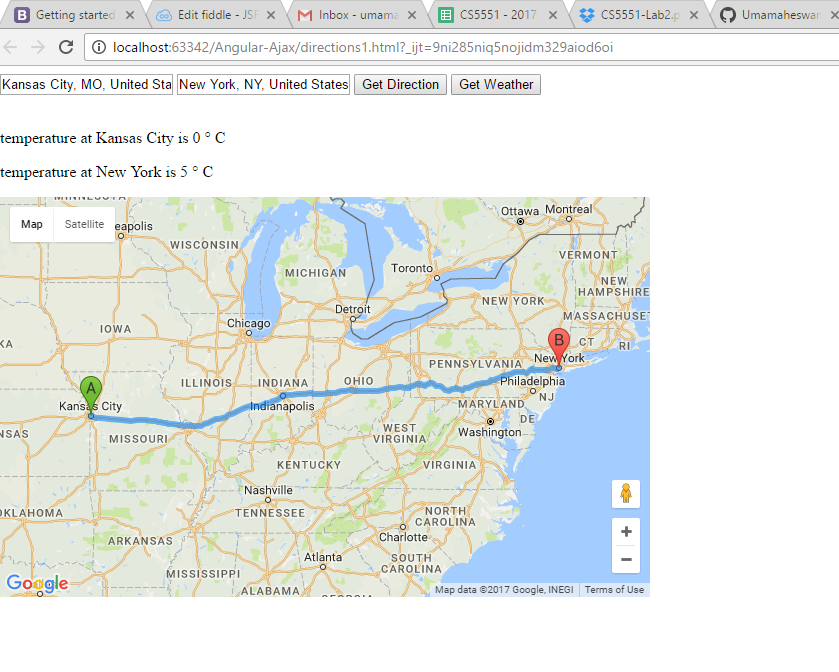 Getting started
Edit fiddle - JSF
Inbox - umama
CS5551 - 2017
CS5551-Lab2.p
Umamaheswar
localhost:63342/Angular-Ajax/directions1.html?_ijt=9ni285niq5nojidm329aiod6oi
Kansas City, MO, United Sta New York, NY, United States Get Direction Get Weather
temperature at Kansas City is 0 ° C
temperature at New York is 5 ° C
Map Satellite
MINNESOTA
eapolis
Ottawa Montreal
WISCONSIN
VERMONT
MICHIGAN
Toronto
NEW
HAMPSHIRE
NEW YORK
MASSACHUSET
Detroit
Chicago
IOWA
KA
CT RI
B
New York
PENNSYLVANIA
ILLINOIS INDIANA OHIO
Philadelphia
A
Kansas City
Indianapolis
MARYLAND NJ
DE
WEST
VIRGINIA
Washington
NSAS
MISSOURI
KENTUCKY
VIRGINIA
Nashville
TENNESSEE
NORTH
CAROLINA
OKLAHOMA
Charlotte
ARKANSAS
Atlanta
SOUTH
CAROLINA
MISSISSIPPI
ALABAMA
GEORGIA
Google
Map data ©2017 Google, INEGI Terms of Use